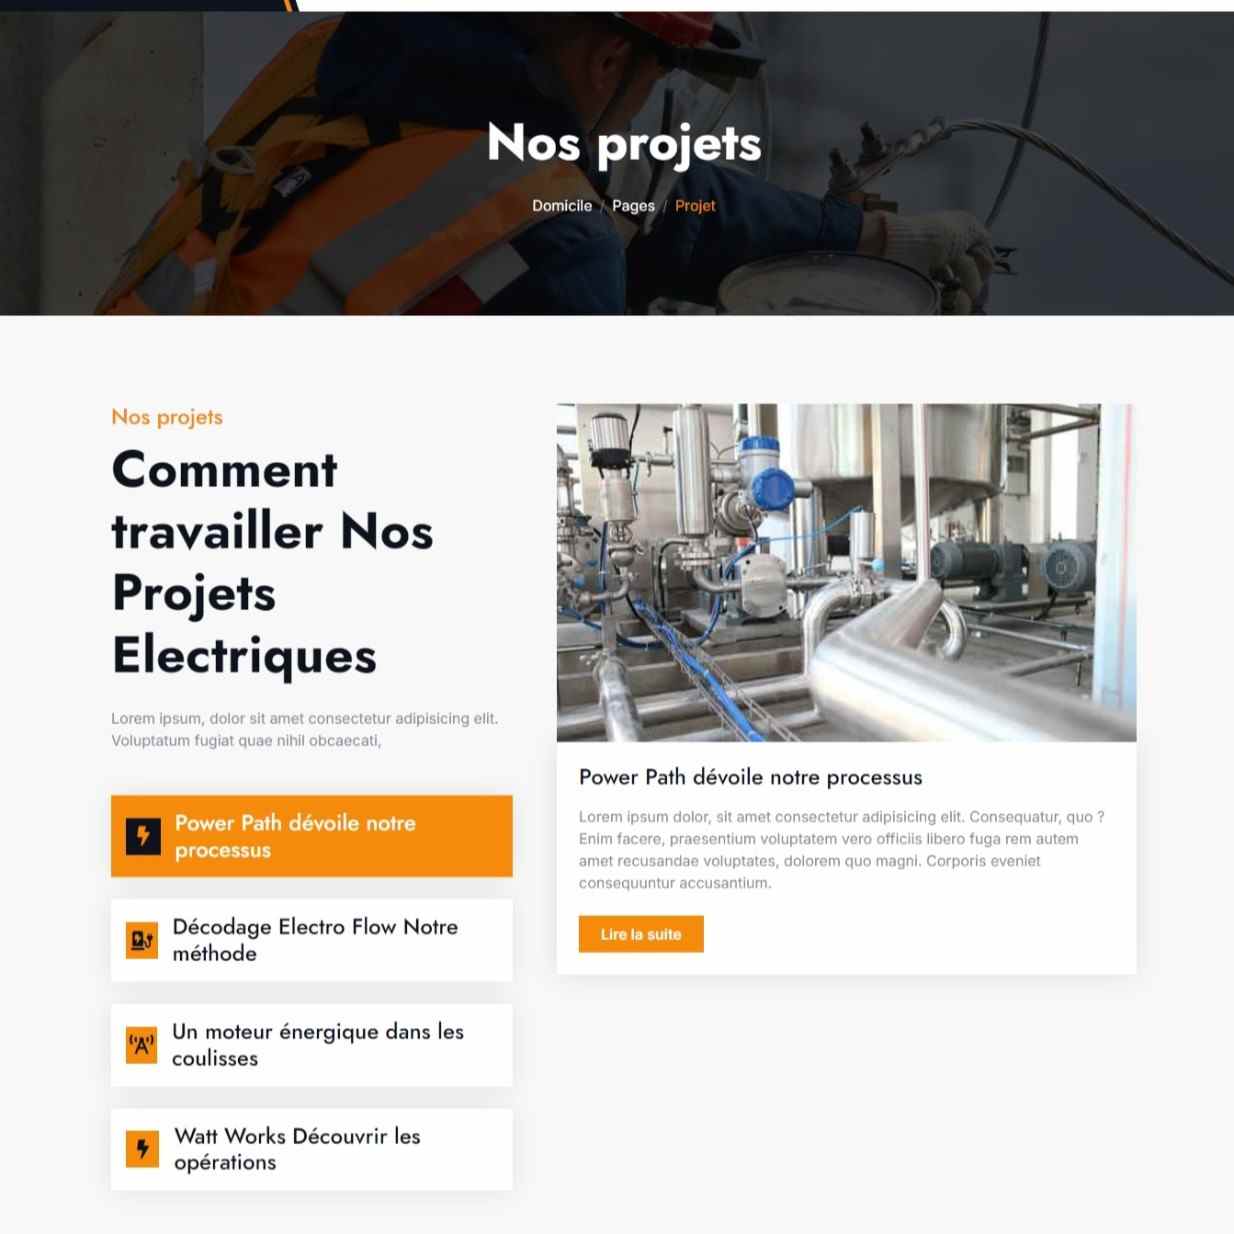 Nos projets
Domicile / Pages / Projet
Nos projets
Comment
travailler Nos
Projets
Electriques
Lorem ipsum, dolor sit amet consectetur adipisicing elit.
Voluptatum fugiat quae nihil obcaecati,
Power Path dévoile notre
processus
Décodage Electro Flow Notre
méthode
Un moteur énergique dans les
coulisses
Watt Works Découvrir les
opérations
Power Path dévoile notre processus
Lorem ipsum dolor, sit amet consectetur adipisicing elit. Consequatur, quo ?
Enim facere, praesentium voluptatem vero officiis libero fuga rem autem
amet recusandae voluptates, dolorem quo magni. Corporis eveniet
consequuntur accusantium.
Lire la suite